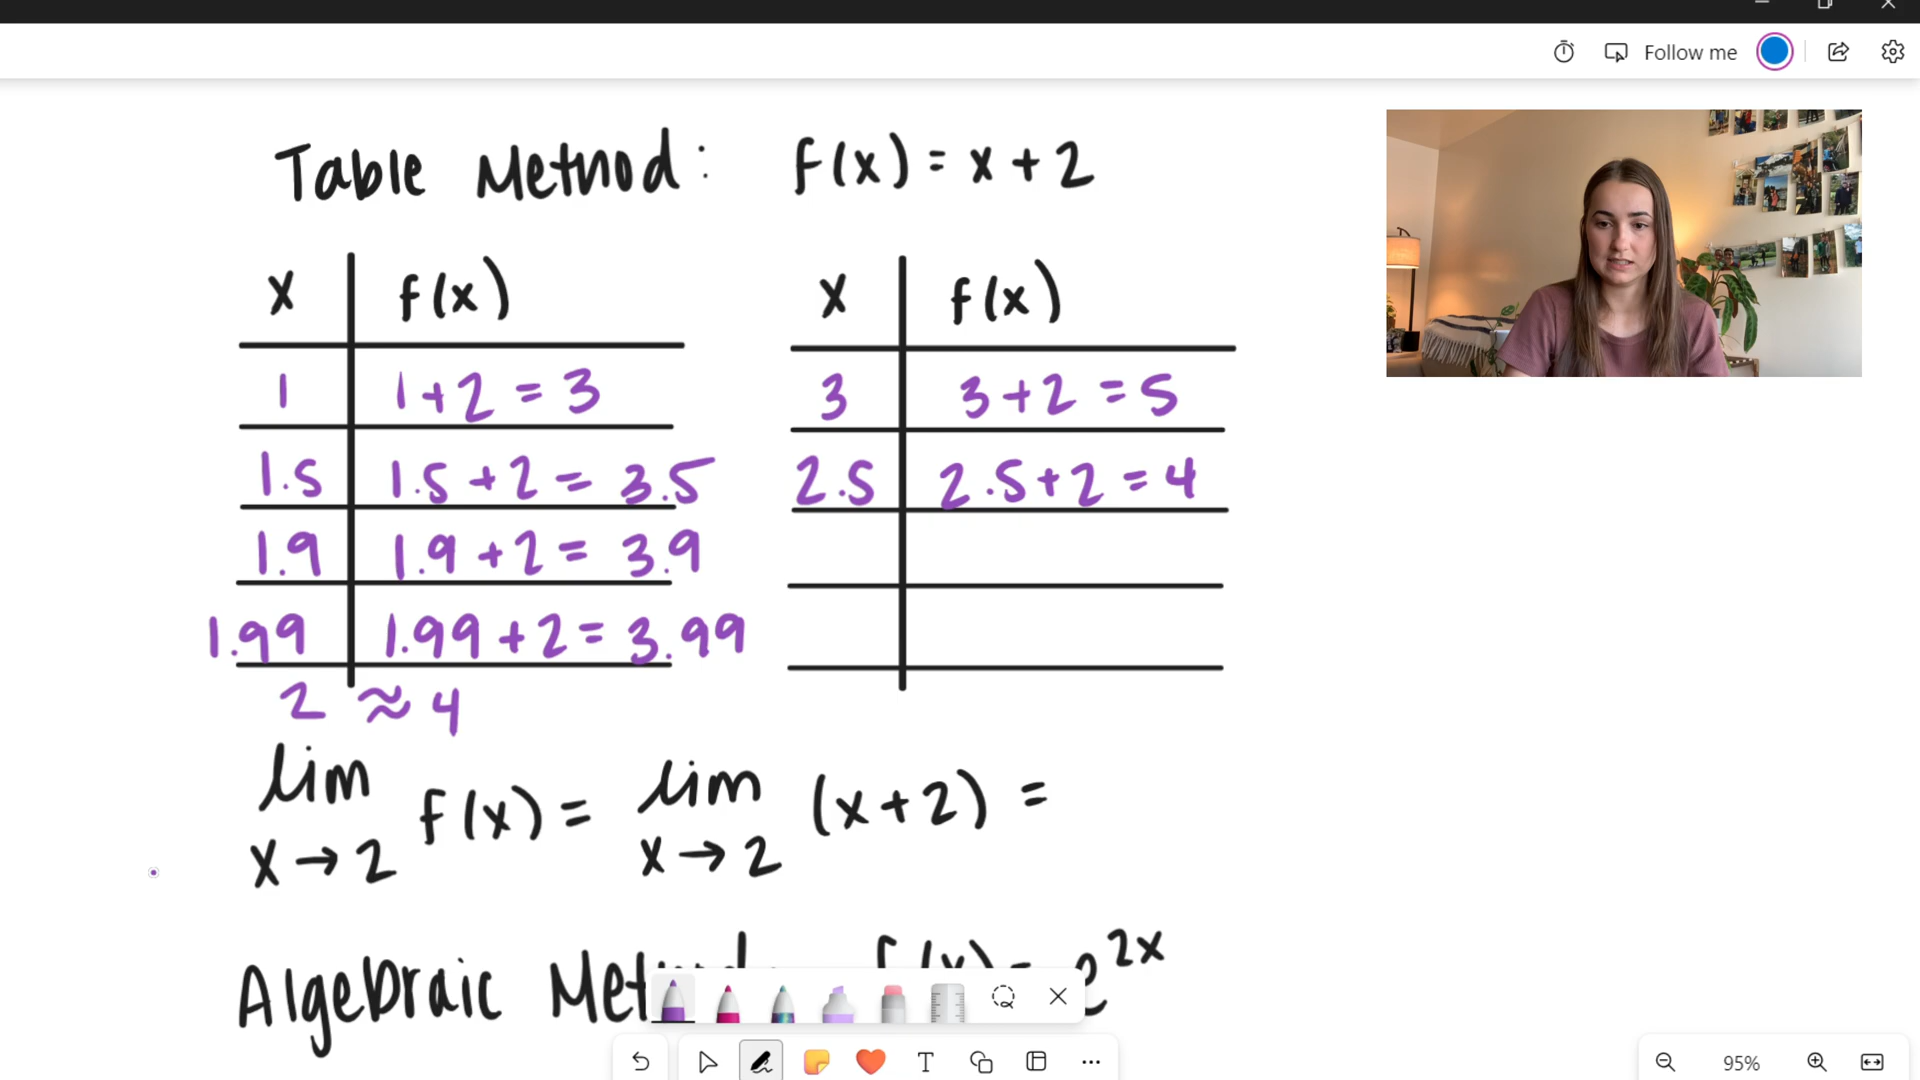 Follow me
Table Method: f(x) = x + 2
x f(x)
1 1 + 2 = 3
1.5 1.5 + 2 = 3.5
1.9 1.9 + 2 = 3.9
1.99 1.99 + 2 = 3.99
2 ≈ 4
x f(x)
3 3 + 2 = 5
2.5 2.5 + 2 = 4
lim x→2 f(x) = lim x→2 (x + 2) =
Algebraic f(x) = e^2x
95%